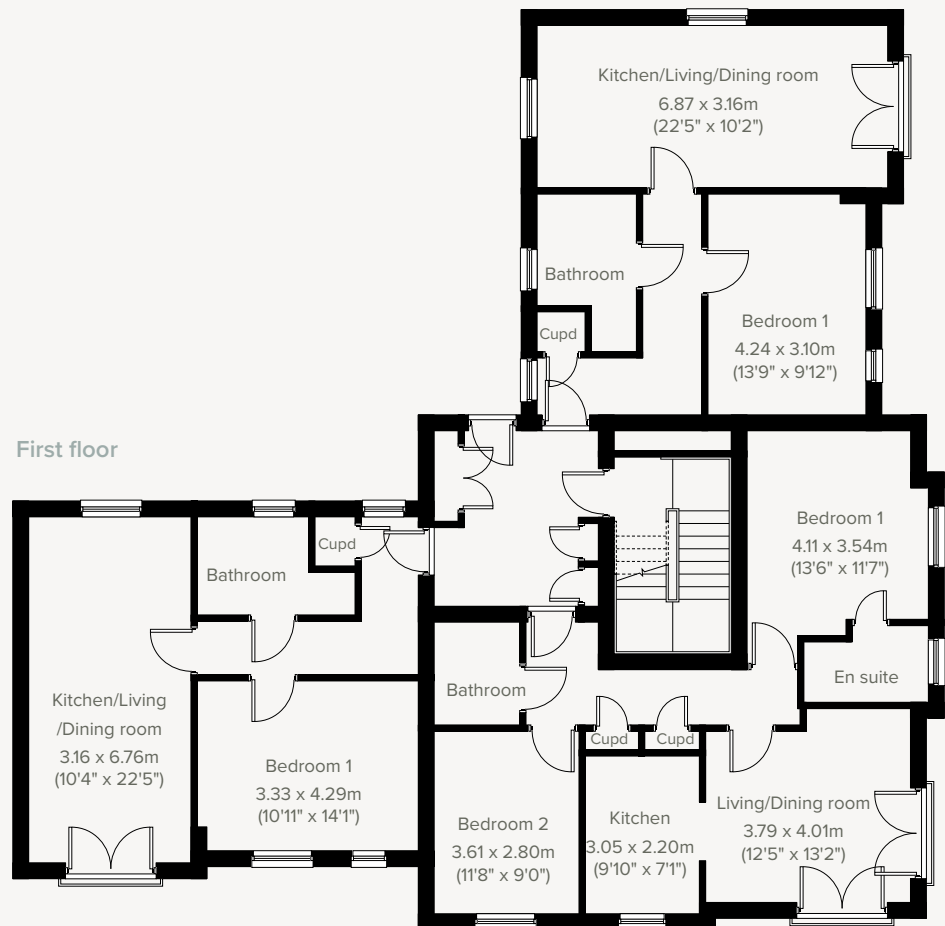 Kitchen/Living/Dining room
6.87 x 3.16m
(22'5" x 10'2")
Bathroom
Cupd
Bedroom 1
4.24 x 3.10m
(13'9" x 9'12")
First floor
Cupd
Bathroom
Kitchen/Living
/Dining room
3.16 x 6.76m
(10'4" x 22'5")
Bedroom 1
3.33 x 4.29m
(10'11" x 14'1")
Bedroom 1
4.11 x 3.54m
(13'6" x 11'7")
En suite
Bathroom
Cupd
Cupd
Bedroom 2
3.61 x 2.80m
(11'8" x 9'0")
Kitchen
3.05 x 2.20m
(9'10" x 7'1")
Living/Dining room
3.79 x 4.01m
(12'5" x 13'2")